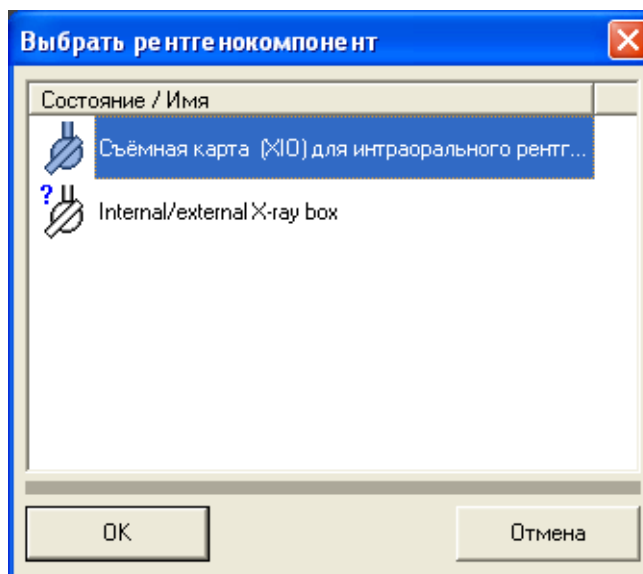 Выбрать рентгенокомпонент
Состояние / Имя
Съёмная карта (XIO) для интраорального рентг...
?
Internal/external X-ray box
OK
Отмена